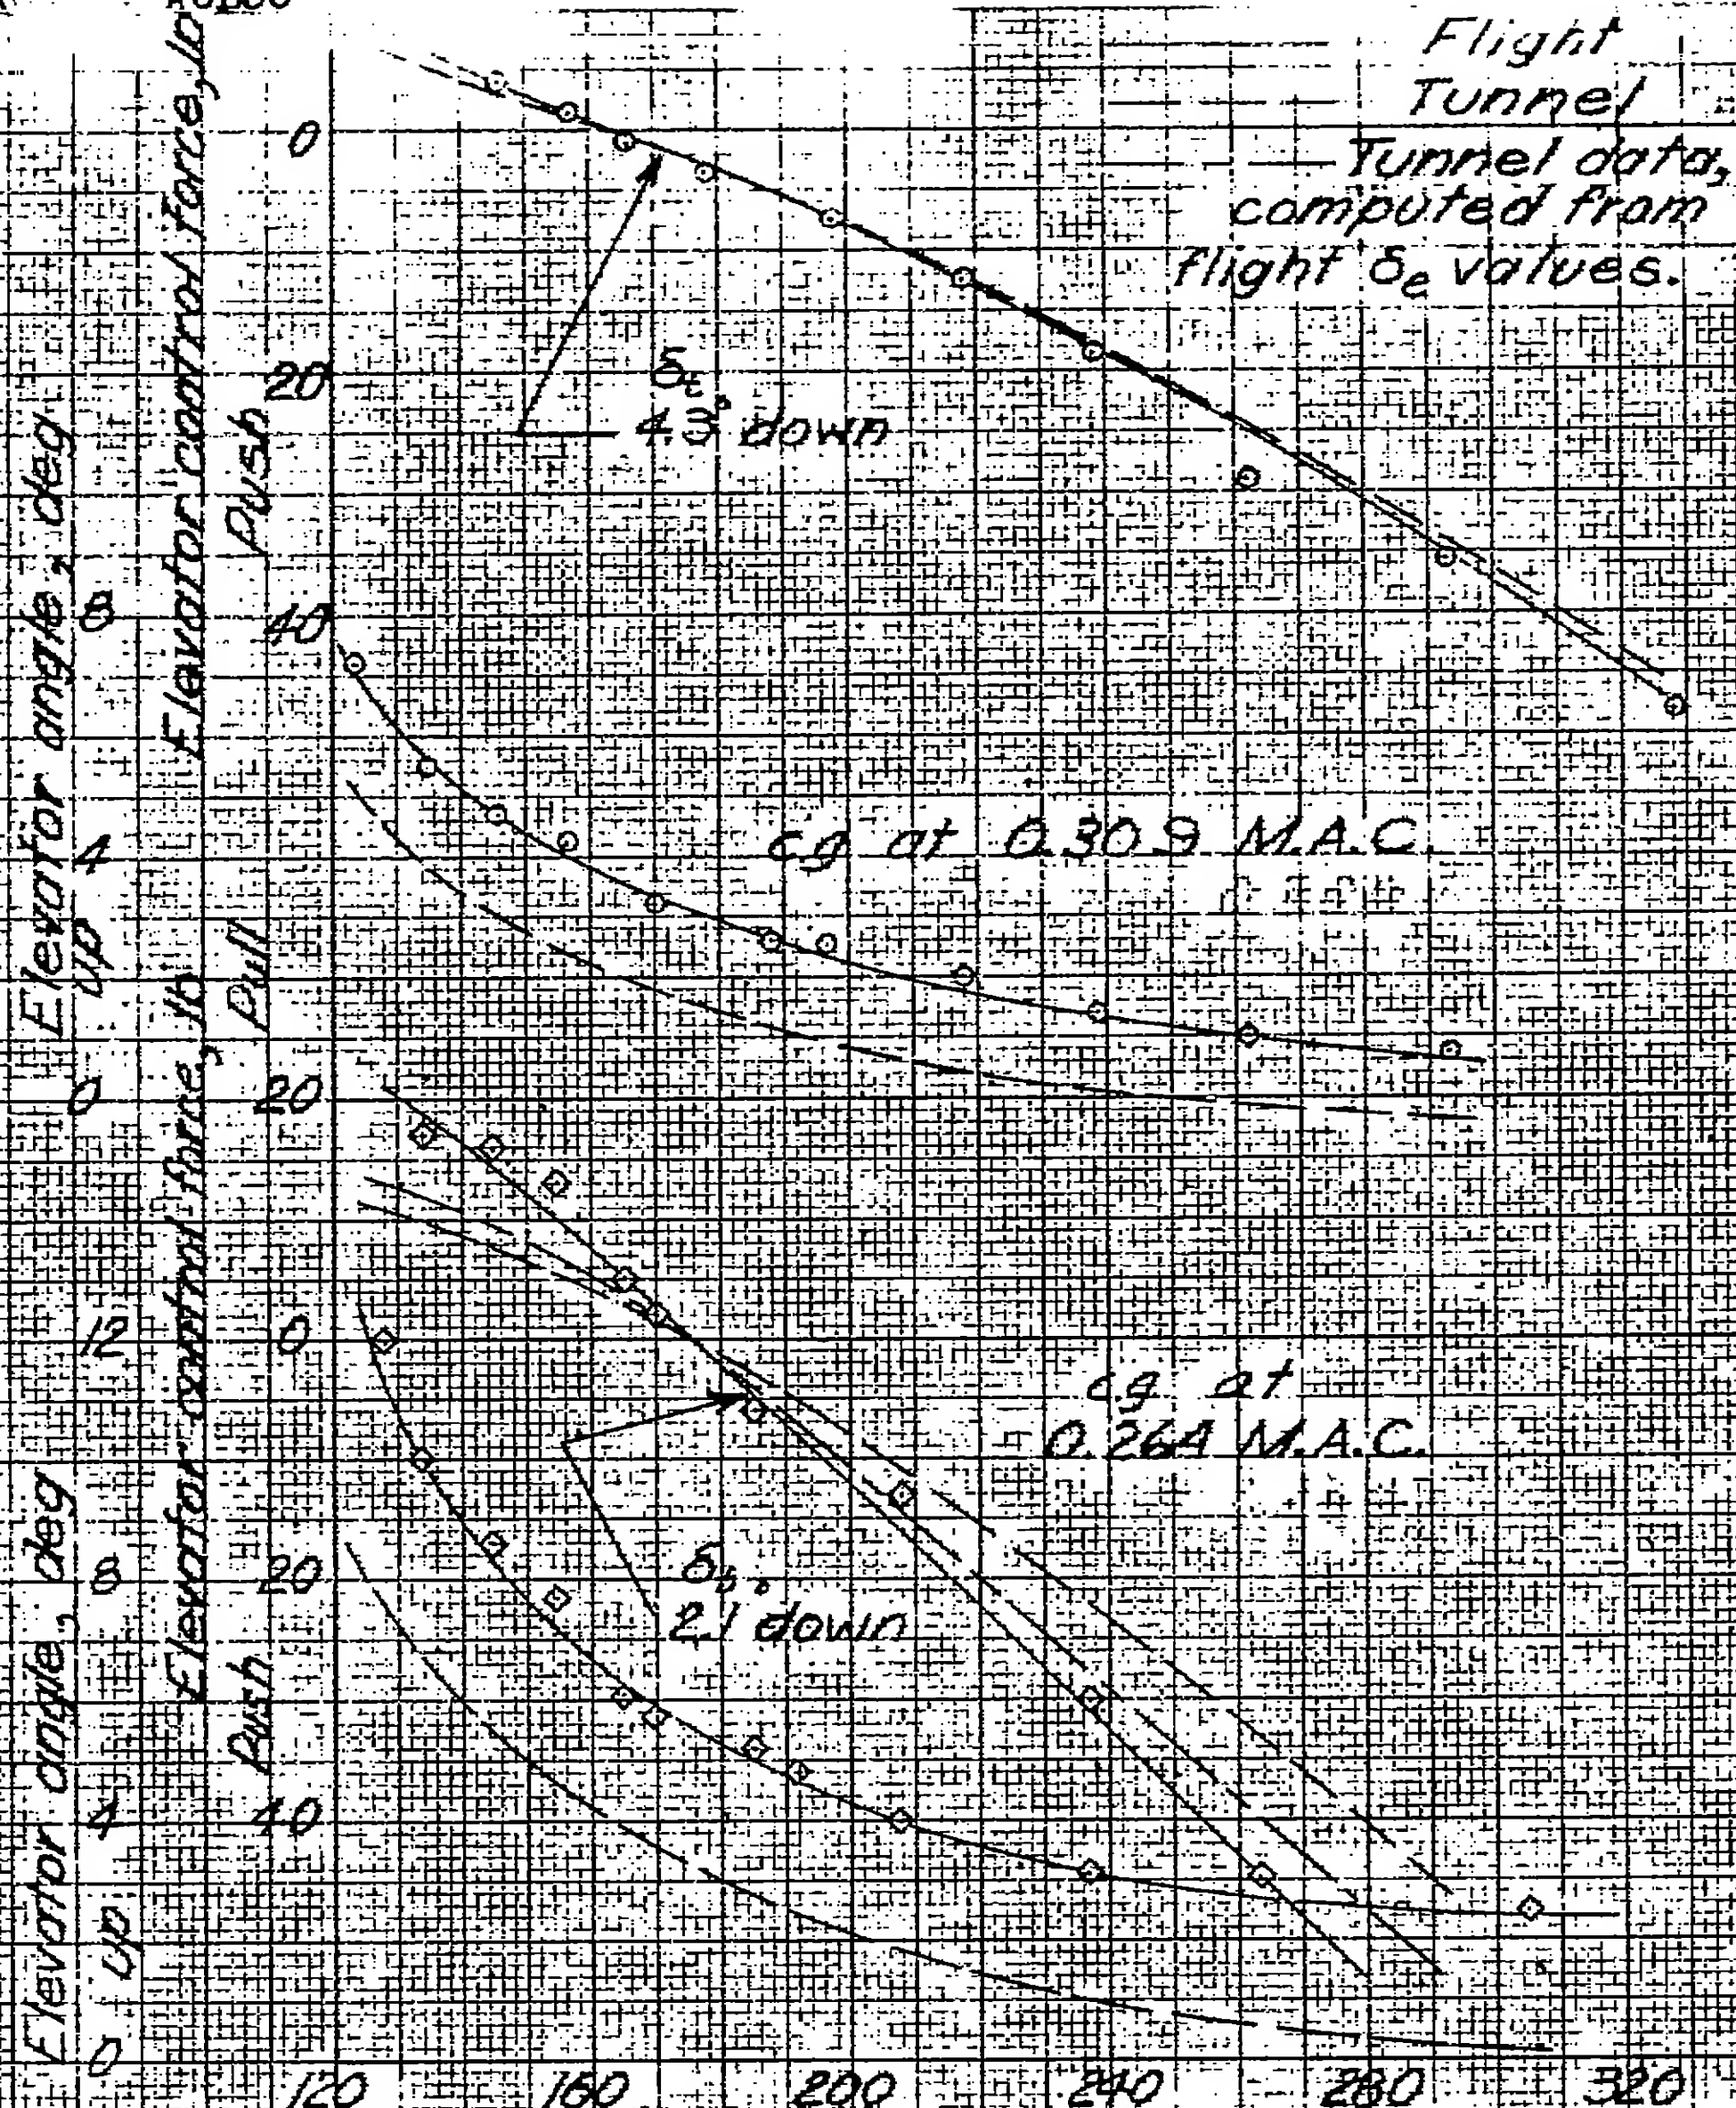 Flight
Tunnel
Tunnel data,
computed from
flight δe values.
Elevator control force, lb
Push
0
20
40
δt
4.3° down
Elevator angle, deg
up
8
4
0
cg at 0.309 M.A.C.
Elevator control force, lb
Pull
20
0
20
Push
40
cg at
0.264 M.A.C.
2.1° down
Elevator angle, deg
up
12
8
4
0
120 160 200 240 280 320